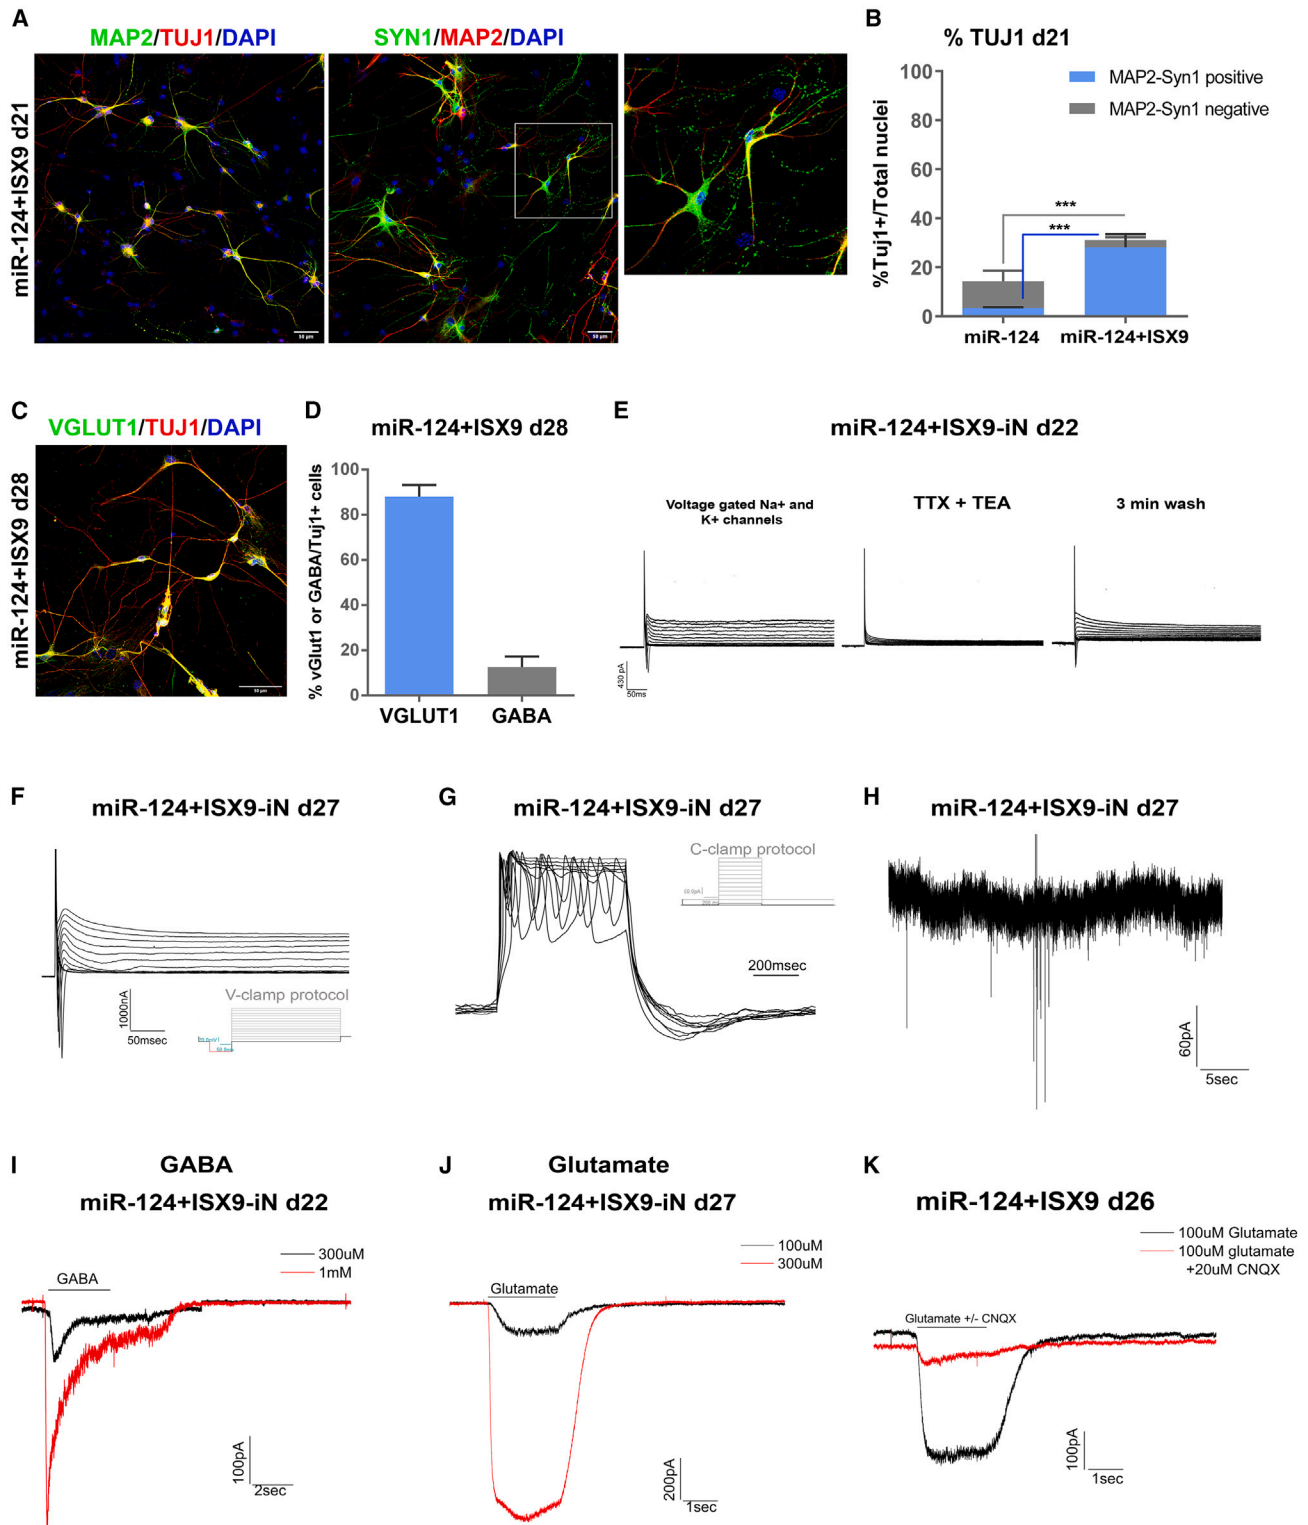 A
MAP2/TUJ1/DAPI
SYN1/MAP2/DAPI
miR-124+ISX9 d21
50 µm
50 µm
B
% TUJ1 d21
MAP2-Syn1 positive
MAP2-Syn1 negative
%Tuj1+/Total nuclei
100
80
60
40
20
0
***
***
miR-124
miR-124+ISX9
C
VGLUT1/TUJ1/DAPI
miR-124+ISX9 d28
50 µm
D
miR-124+ISX9 d28
% vGlut1 or GABA/Tuj1+ cells
100
80
60
40
20
0
VGLUT1
GABA
E
miR-124+ISX9-iN d22
Voltage gated Na+ and
K+ channels
TTX + TEA
3 min wash
430 pA
50ms
F
miR-124+ISX9-iN d27
1000nA
50msec
V-clamp protocol
G
miR-124+ISX9-iN d27
C-clamp protocol
200msec
H
miR-124+ISX9-iN d27
60pA
5sec
I
GABA
miR-124+ISX9-iN d22
300uM
1mM
GABA
100pA
2sec
J
Glutamate
miR-124+ISX9-iN d27
100uM
300uM
Glutamate
200pA
1sec
K
miR-124+ISX9 d26
100uM Glutamate
100uM glutamate
+20uM CNQX
Glutamate +/- CNQX
100pA
1sec